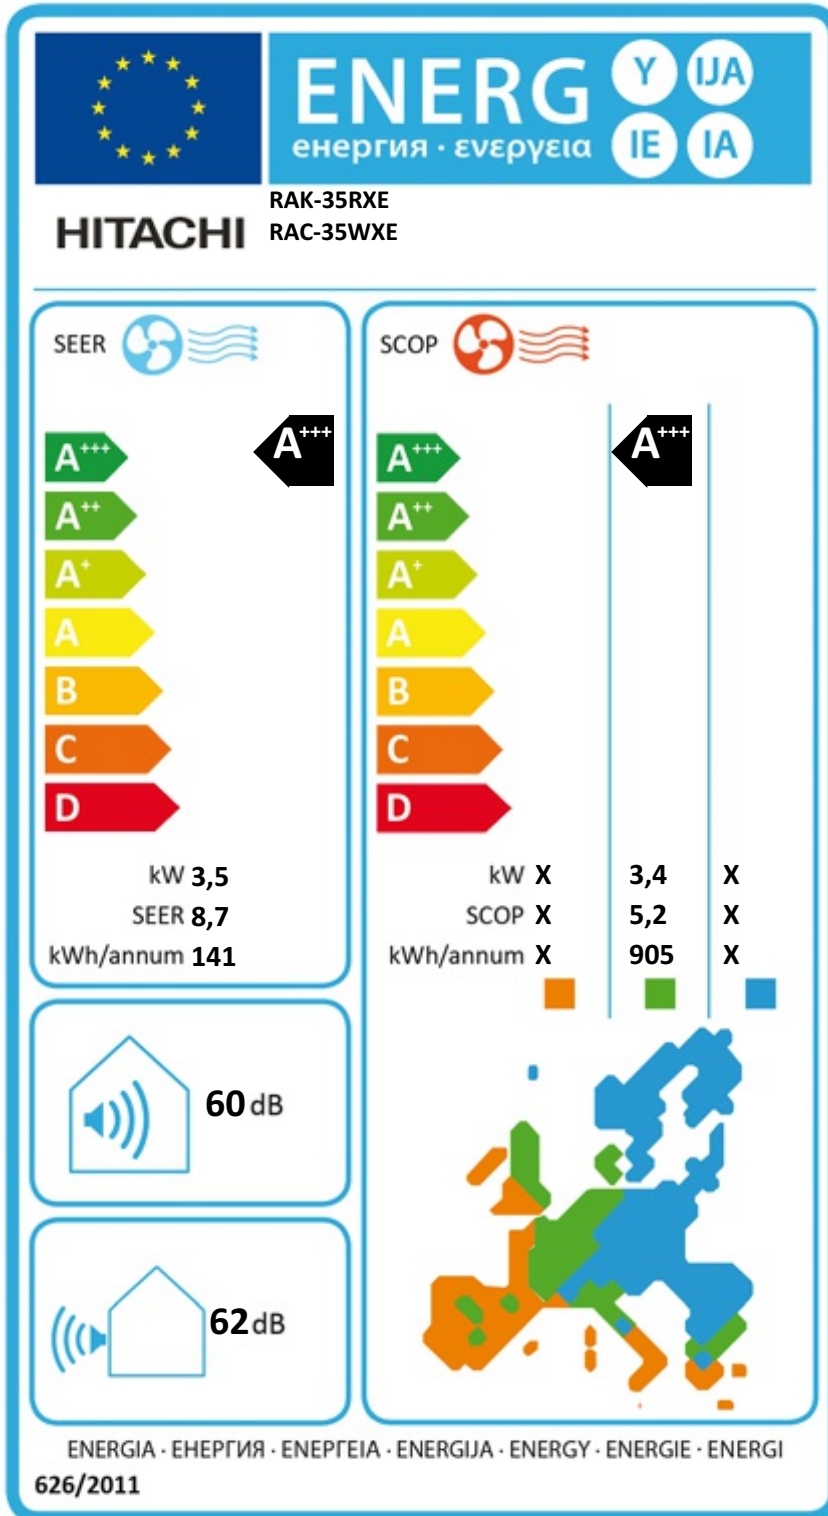 ENERG Y IJA
енергия · ενεργεια IE IA
HITACHI
RAK-35RXE
RAC-35WXE
SEER
A+++
A+++
A++
A+
A
B
C
D
kW 3,5
SEER 8,7
kWh/annum 141
SCOP
A+++
A+++
A++
A+
A
B
C
D
kW X 3,4 X
SCOP X 5,2 X
kWh/annum X 905 X
60 dB
62 dB
ENERGIA · ЕНЕРГИЯ · ΕΝΕΡΓΕΙΑ · ENERGIJA · ENERGY · ENERGIE · ENERGI
626/2011